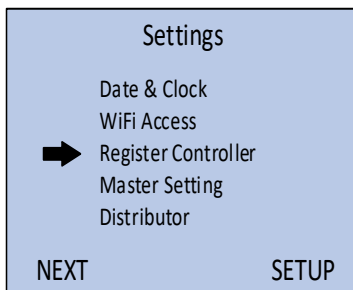 Settings
Date & Clock
WiFi Access
Register Controller
Master Setting
Distributor
NEXT SETUP